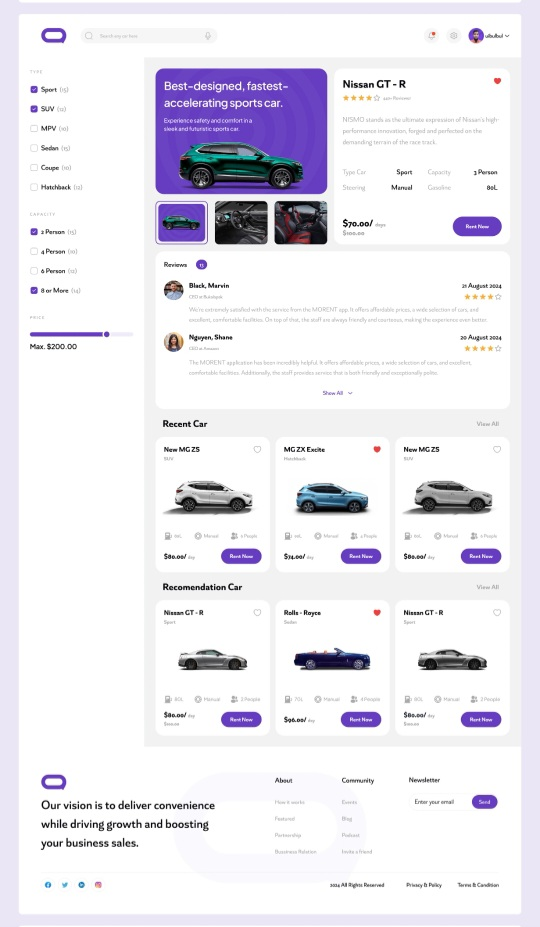 Search any car here
ulbulbul
TYPE
Sport (15)
SUV (12)
MPV (10)
Sedan (15)
Coupe (10)
Hatchback (12)
CAPACITY
2 Person (15)
4 Person (20)
6 Person (12)
8 or More (14)
PRICE
Max. $200.00
Best-designed, fastest-
accelerating sports car.
Experience safety and comfort in a
sleek and futuristic sports car.
Nissan GT - R
440+ Reviewer
NISMO stands as the ultimate expression of Nissan's high-
performance innovation, forged and perfected on the
demanding terrain of the race track.
Type Car Sport Capacity 2 Person
Steering Manual Gasoline 80L
$70.00/ days
$100.00
Rent Now
Reviews 13
Black, Marvin 21 August 2024
CFO at
We're extremely satisfied with the service from the MORENT app. It offers affordable prices, a wide selection of cars, and
excellent, comfortable facilities. On top of that, the staff are always friendly and courteous, making the experience even better.
Nguyen, Shane 20 August 2024
CEO at Amazon
The MORENT application has been incredibly helpful. It offers affordable prices, a wide selection of cars, and excellent,
comfortable facilities. Additionally, the staff provides service that is both friendly and exceptionally polite.
Show All
Recent Car View All
New MG ZS MG ZX Excite New MG ZS
SUV Hatchback SUV
80L Manual 6 People 90L Manual 4 People 80L Manual 6 People
$80.00/ day Rent Now $74.00/ day Rent Now $80.00/ day Rent Now
Recomendation Car View All
Nissan GT - R Rolls - Royce Nissan GT - R
Sport Sedan Sport
80L Manual 2 People 70L Manual 4 People 80L Manual 2 People
$80.00/ day Rent Now $96.00/ day Rent Now $80.00/ day Rent Now
$100.00 $100.00
Our vision is to deliver convenience
while driving growth and boosting
your business sales.
About
How it works
Featured
Partnership
Bussiness Relation
Community
Events
Blog
Podcast
Invite a friend
Newsletter
Enter your email Send
2024 All Rights Reserved Privacy & Policy Terms & Condition